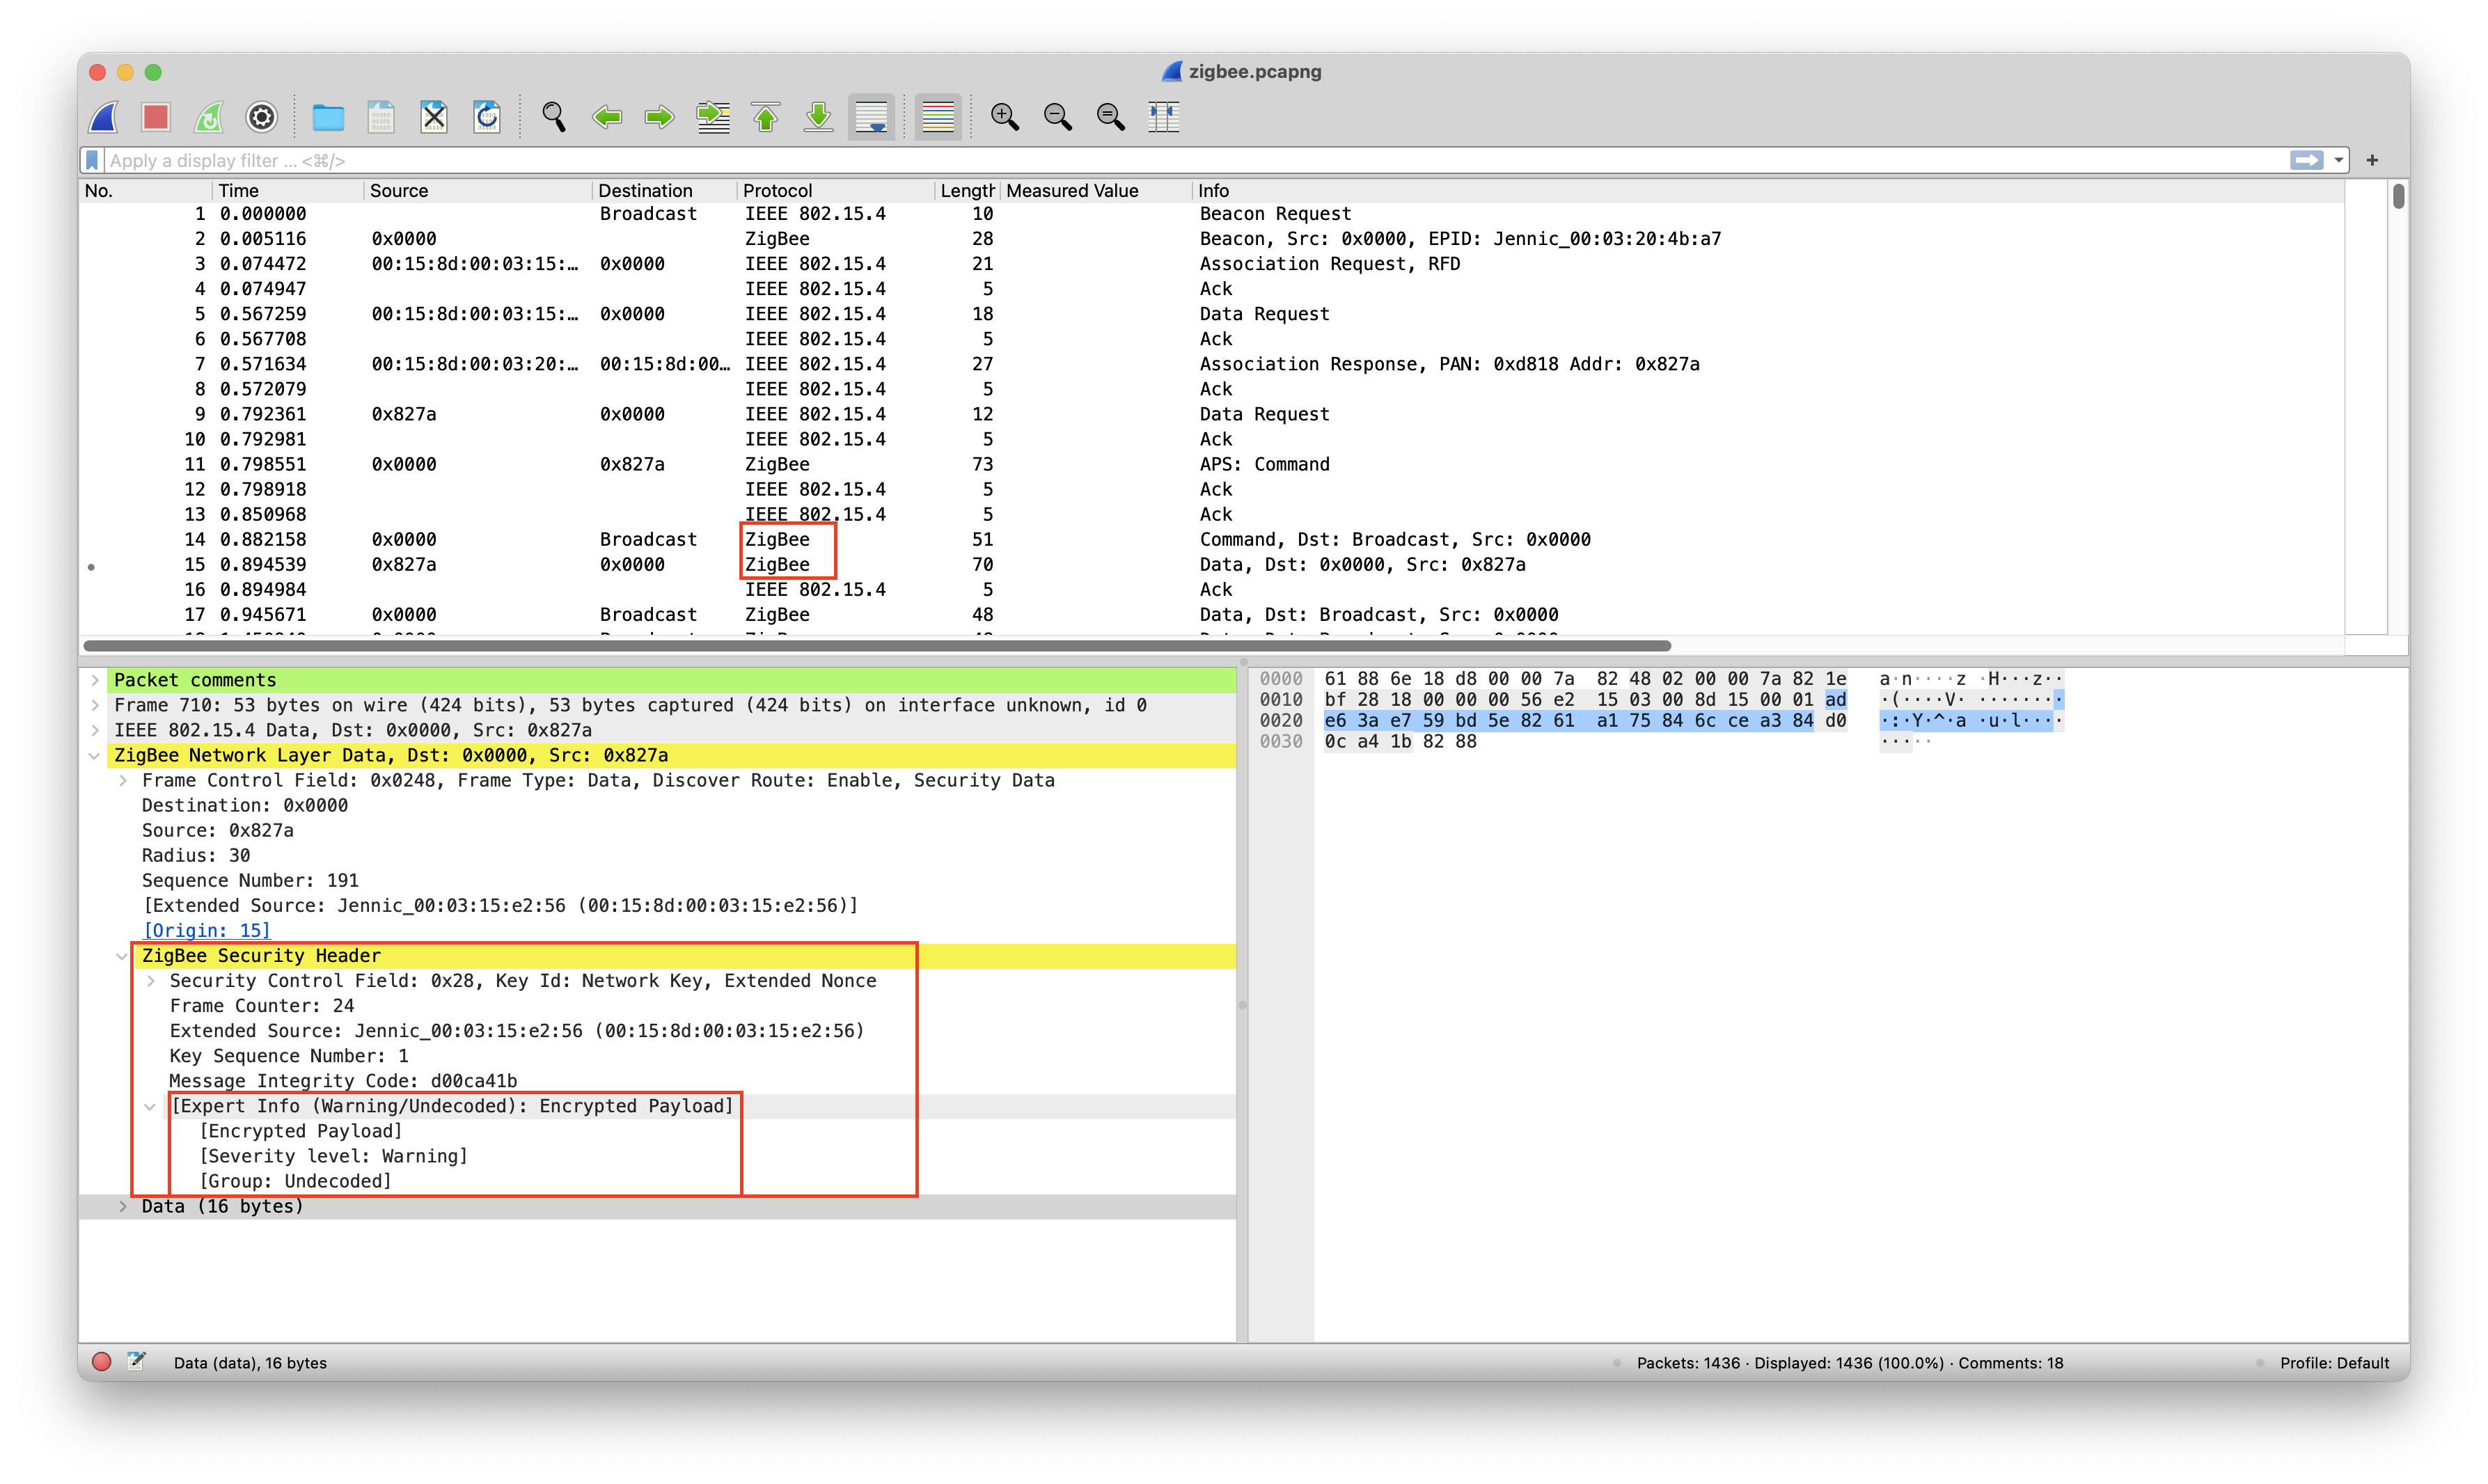 zigbee.pcapng
Apply a display filter ... <⌘/>
No. Time Source Destination Protocol Length Measured Value Info
1 0.000000 Broadcast IEEE 802.15.4 10 Beacon Request
2 0.005116 0x0000 ZigBee 28 Beacon, Src: 0x0000, EPID: Jennic_00:03:20:4b:a7
3 0.074472 00:15:8d:00:03:15:… 0x0000 IEEE 802.15.4 21 Association Request, RFD
4 0.074947 IEEE 802.15.4 5 Ack
5 0.567259 00:15:8d:00:03:15:… 0x0000 IEEE 802.15.4 18 Data Request
6 0.567708 IEEE 802.15.4 5 Ack
7 0.571634 00:15:8d:00:03:20:… 00:15:8d:00… IEEE 802.15.4 27 Association Response, PAN: 0xd818 Addr: 0x827a
8 0.572079 IEEE 802.15.4 5 Ack
9 0.792361 0x827a 0x0000 IEEE 802.15.4 12 Data Request
10 0.792981 IEEE 802.15.4 5 Ack
11 0.798551 0x0000 0x827a ZigBee 73 APS: Command
12 0.798918 IEEE 802.15.4 5 Ack
13 0.850968 IEEE 802.15.4 5 Ack
14 0.882158 0x0000 Broadcast ZigBee 51 Command, Dst: Broadcast, Src: 0x0000
15 0.894539 0x827a 0x0000 ZigBee 70 Data, Dst: 0x0000, Src: 0x827a
16 0.894984 IEEE 802.15.4 5 Ack
17 0.945671 0x0000 Broadcast ZigBee 48 Data, Dst: Broadcast, Src: 0x0000
Packet comments
Frame 710: 53 bytes on wire (424 bits), 53 bytes captured (424 bits) on interface unknown, id 0
IEEE 802.15.4 Data, Dst: 0x0000, Src: 0x827a
ZigBee Network Layer Data, Dst: 0x0000, Src: 0x827a
Frame Control Field: 0x0248, Frame Type: Data, Discover Route: Enable, Security Data
Destination: 0x0000
Source: 0x827a
Radius: 30
Sequence Number: 191
[Extended Source: Jennic_00:03:15:e2:56 (00:15:8d:00:03:15:e2:56)]
[Origin: 15]
ZigBee Security Header
Security Control Field: 0x28, Key Id: Network Key, Extended Nonce
Frame Counter: 24
Extended Source: Jennic_00:03:15:e2:56 (00:15:8d:00:03:15:e2:56)
Key Sequence Number: 1
Message Integrity Code: d00ca41b
[Expert Info (Warning/Undecoded): Encrypted Payload]
[Encrypted Payload]
[Severity level: Warning]
[Group: Undecoded]
Data (16 bytes)
0000 61 88 6e 18 d8 00 00 7a 82 48 02 00 00 7a 82 1e a·n····z ·H···z··
0010 bf 28 18 00 00 00 56 e2 15 03 00 8d 15 00 01 ad ·(····V· ········
0020 e6 3a e7 59 bd 5e 82 61 a1 75 84 6c ce a3 84 d0 ·:·Y·^·a ·u·l····
0030 0c a4 1b 82 88 ·····
Data (data), 16 bytes
Packets: 1436 · Displayed: 1436 (100.0%) · Comments: 18
Profile: Default